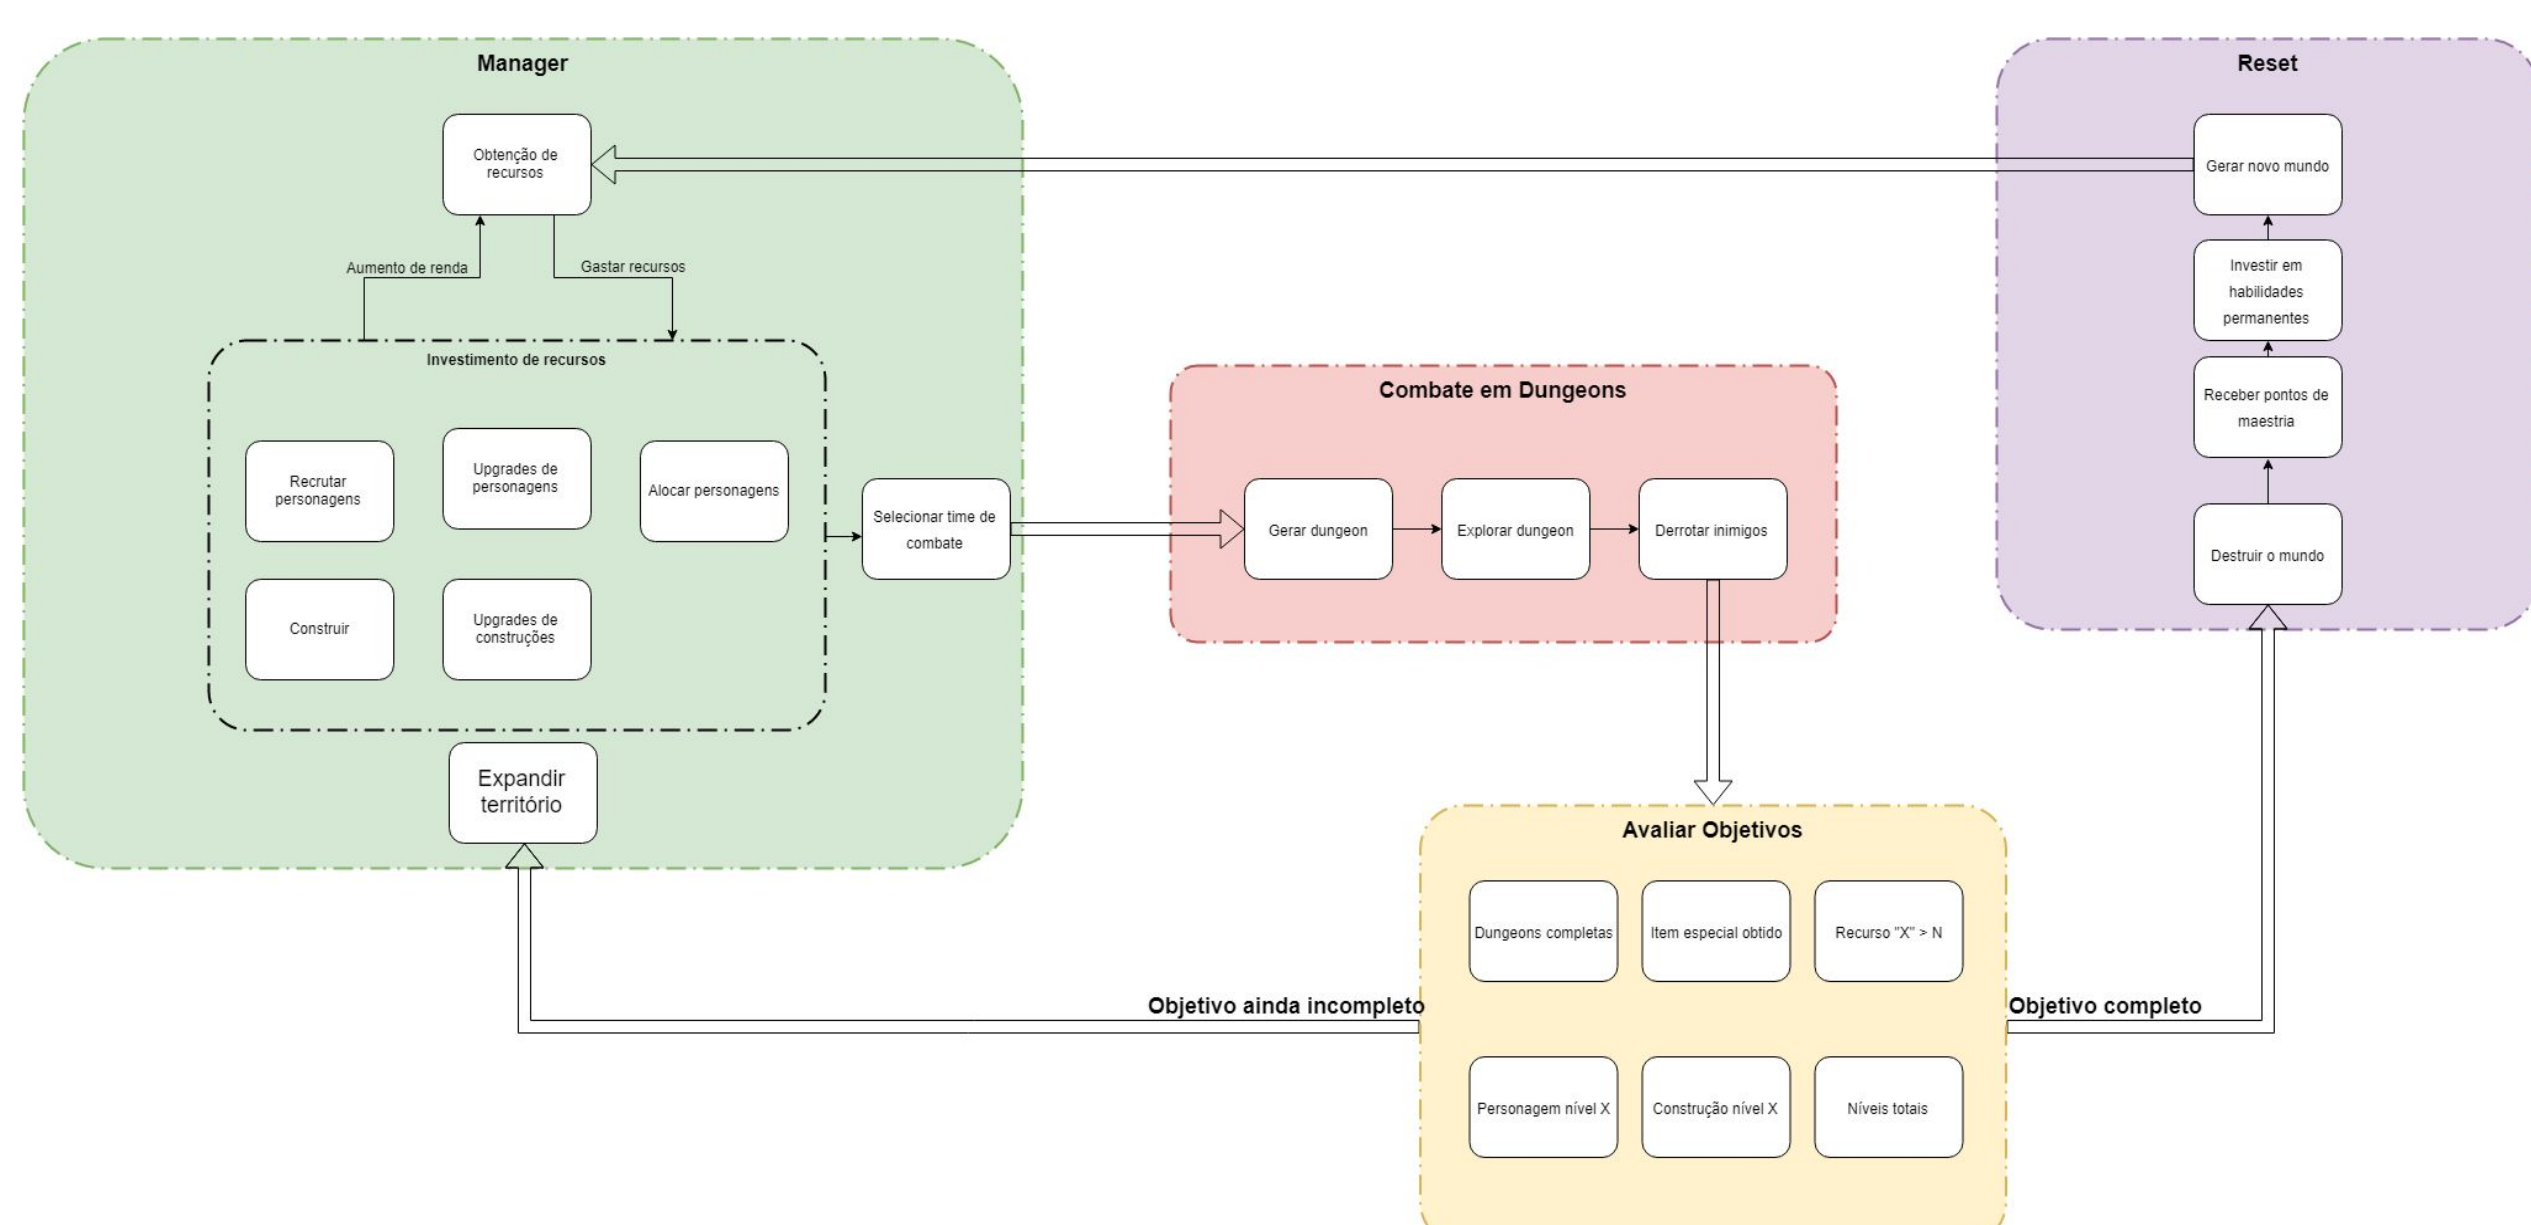 Manager
Obtenção de
recursos
Aumento de renda
Gastar recursos
Investimento de recursos
Recrutar
personagens
Upgrades de
personagens
Alocar personagens
Construir
Upgrades de
construções
Selecionar time de
combate
Expandir
território
Combate em Dungeons
Gerar dungeon
Explorar dungeon
Derrotar inimigos
Avaliar Objetivos
Dungeons completas
Item especial obtido
Recurso "X" > N
Personagem nível X
Construção nível X
Níveis totais
Objetivo ainda incompleto
Objetivo completo
Reset
Gerar novo mundo
Investir em
habilidades
permanentes
Receber pontos de
maestria
Destruir o mundo